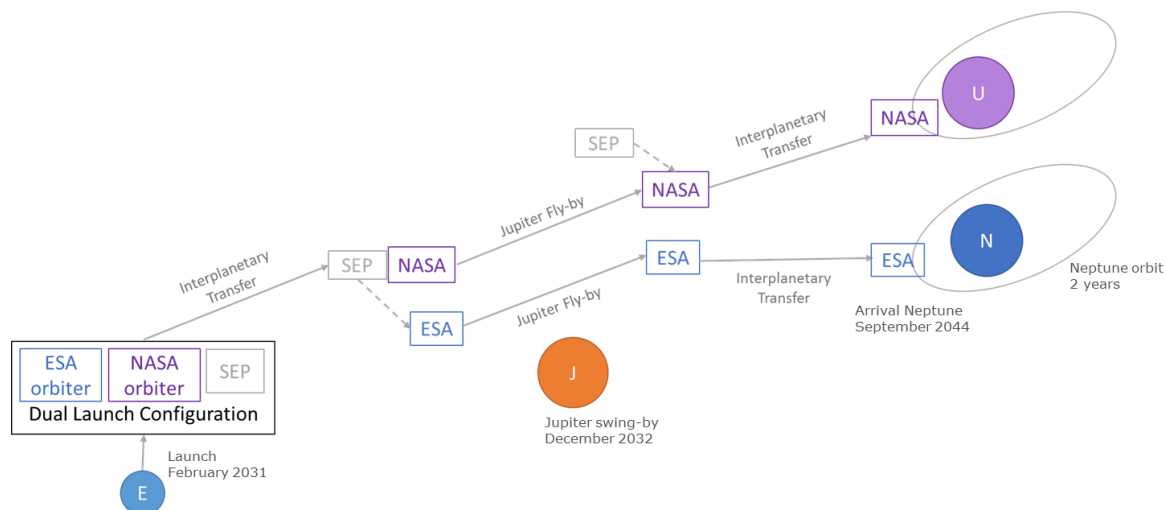 U
NASA
Interplanetary
Transfer
SEP
NASA
Jupiter Fly-by
N
ESA
Neptune orbit
2 years
Interplanetary
Transfer
ESA
Arrival Neptune
September 2044
SEP
NASA
Interplanetary
Transfer
Jupiter Fly-by
ESA
J
Jupiter swing-by
December 2032
ESA
orbiter
NASA
orbiter
SEP
Dual Launch Configuration
Launch
February 2031
E